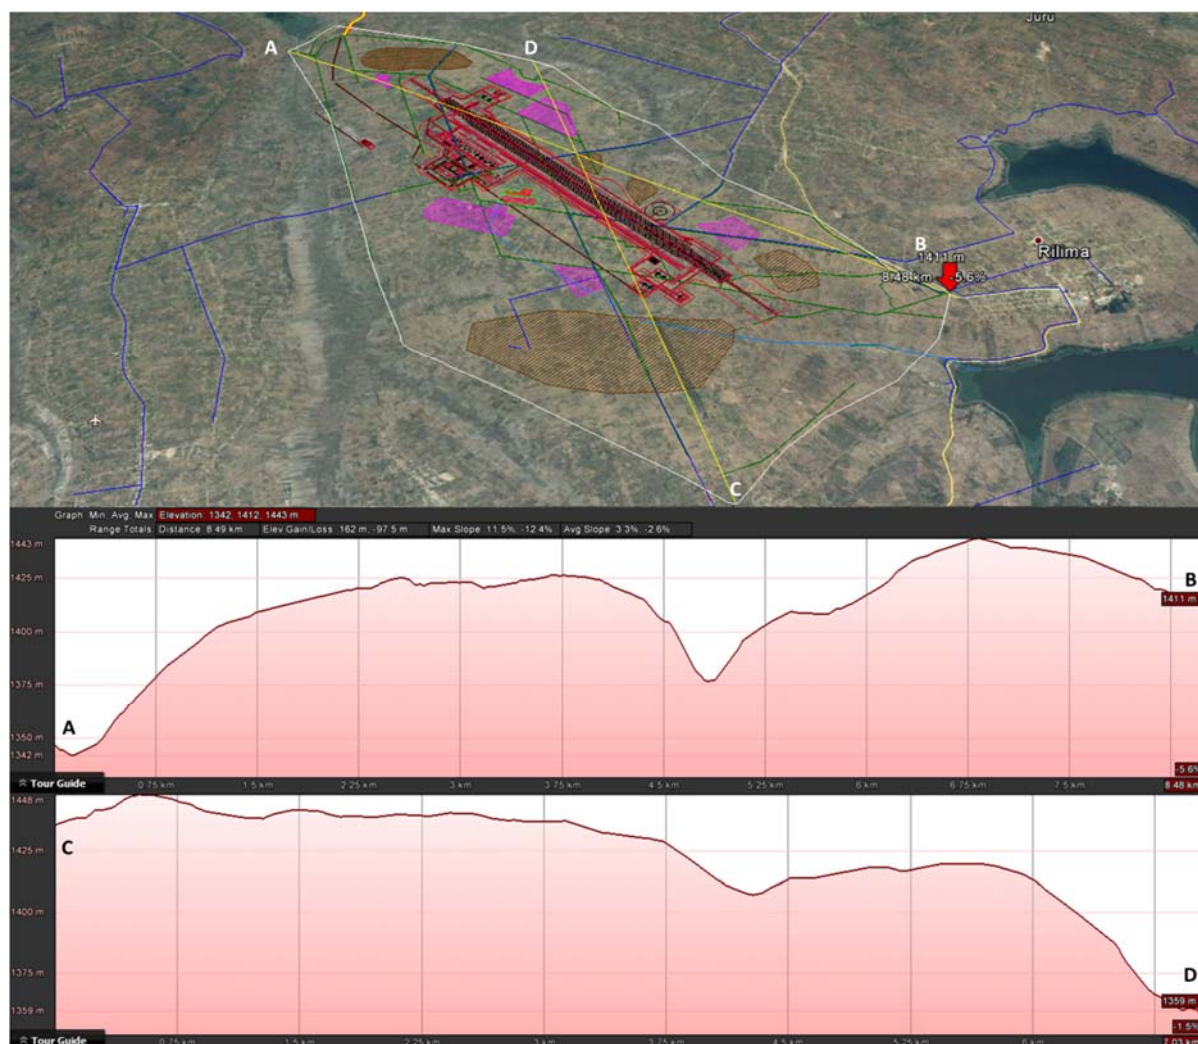 Juru
A
D
B
1411 m
8.48 km -5.6%
Rilima
C
Graph: Min, Avg, Max Elevation: 1342, 1412, 1443 m
Range Totals: Distance: 8.49 km Elev Gain/Loss: 162 m, -97.5 m Max Slope: 11.5%, -12.4% Avg Slope: 3.3%, -2.6%
1443 m
1425 m
B
1411 m
1400 m
1375 m
A
1350 m
1342 m
-5.6%
Tour Guide 0.75 km 1.5 km 2.25 km 3 km 3.75 km 4.5 km 5.25 km 6 km 6.75 km 7.5 km 8.48 km
1448 m
C
1425 m
1400 m
1375 m
D
1359 m
1359 m
-1.5%
Tour Guide 0.75 km 1.5 km 2.25 km 3 km 3.75 km 4.5 km 5.25 km 6 km 7.03 km